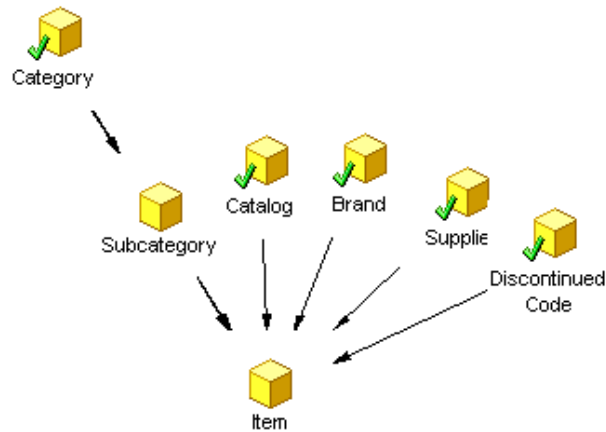 Category
Subcategory
Catalog
Brand
Supplie
Discontinued
Code
Item